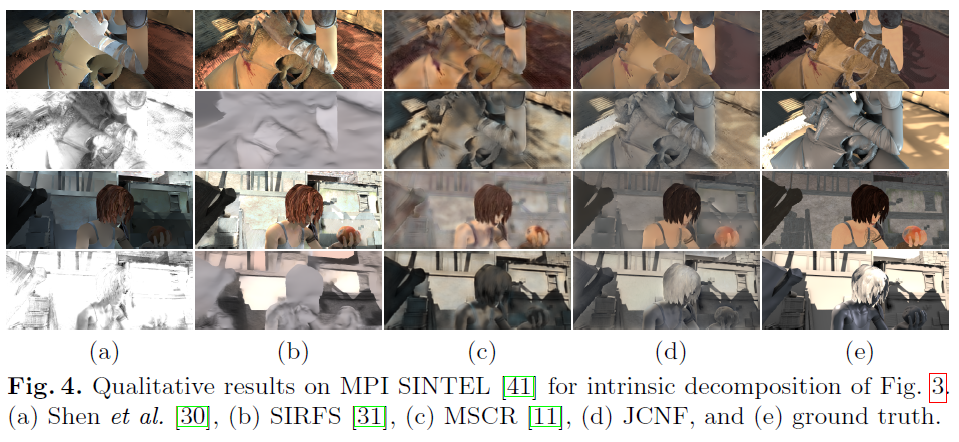 (a) (b) (c) (d) (e)
Fig. 4. Qualitative results on MPI SINTEL [41] for intrinsic decomposition of Fig. 3.
(a) Shen et al. [30], (b) SIRFS [31], (c) MSCR [11], (d) JCNF, and (e) ground truth.